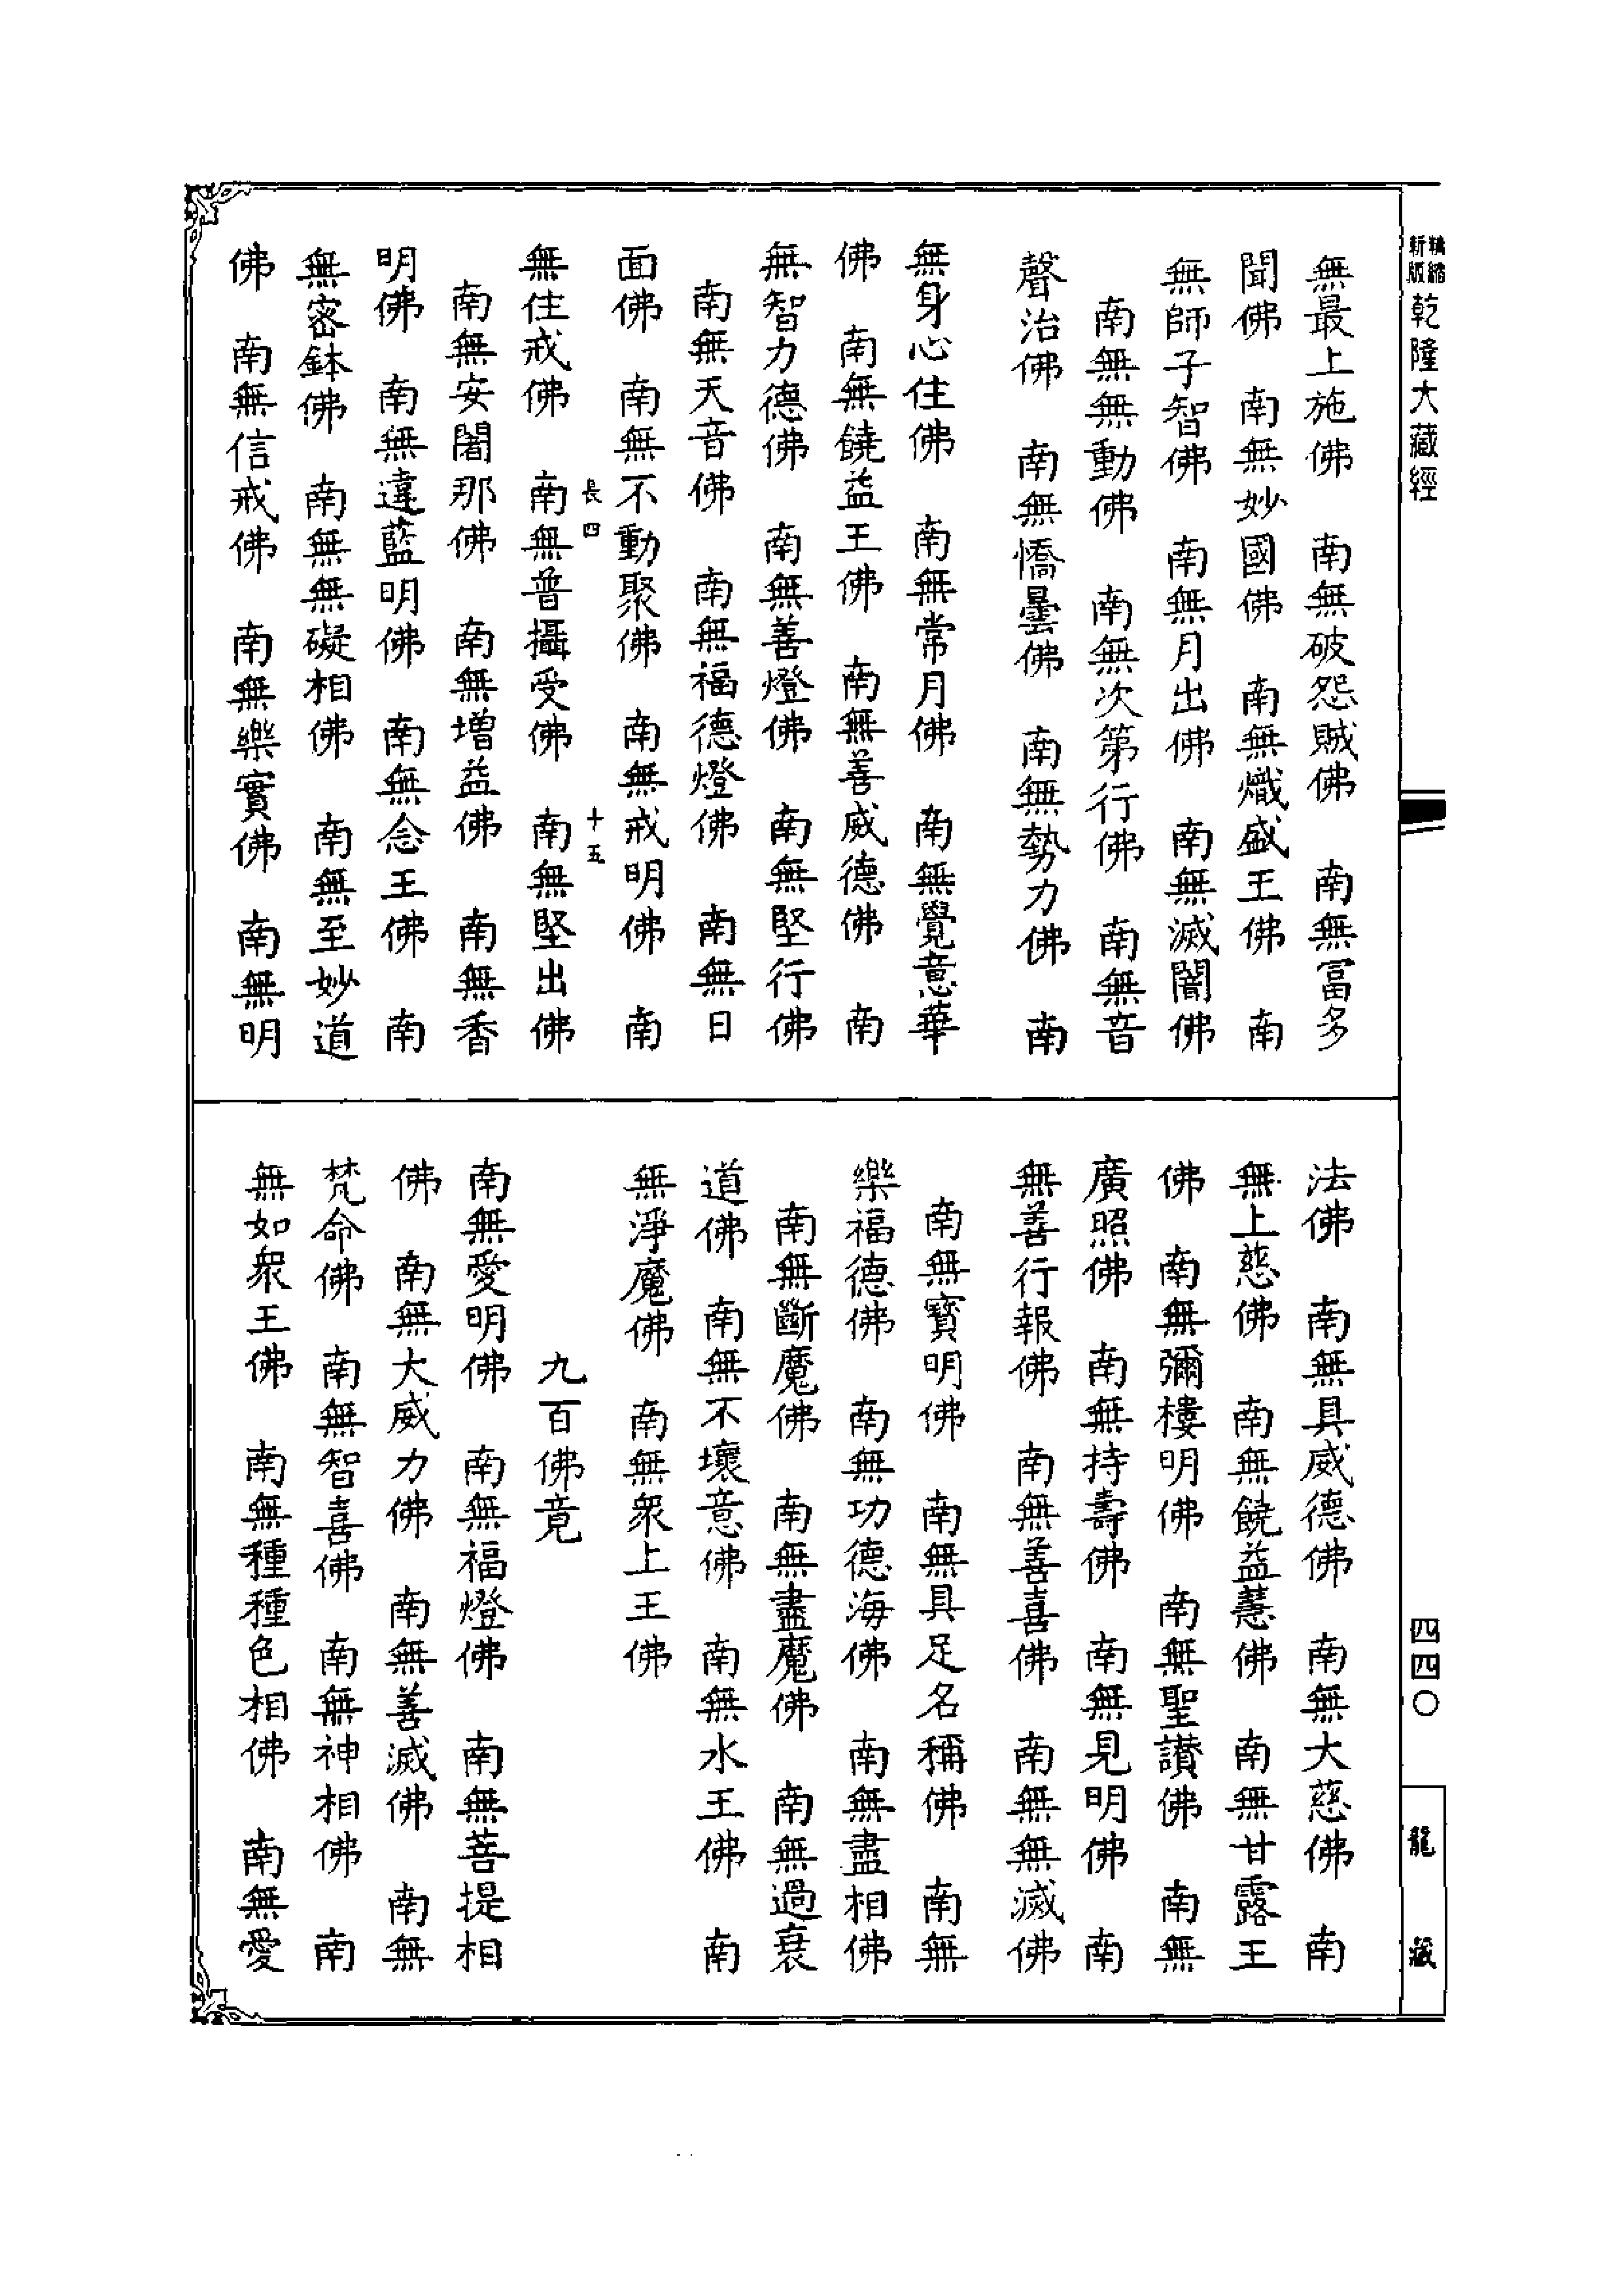 精縮
新版
乾隆大藏經
四四〇
龍藏
無最上施佛　南無破怨賊佛　南無富多
聞佛　南無妙國佛　南無熾盛王佛　南
無師子智佛　南無月出佛　南無滅闇佛
南無無動佛　南無次第行佛　南無音
聲治佛　南無憍曇佛　南無勢力佛　南
無身心住佛　南無常月佛　南無覺意華
佛　南無饒益王佛　南無善威德佛　南
無智力德佛　南無善燈佛　南無堅行佛
南無天音佛　南無福德燈佛　南無日
面佛　南無不動聚佛　南無戒明佛　南
長四　十五
無住戒佛　南無普攝受佛　南無堅出佛
南無安闍那佛　南無增益佛　南無香
明佛　南無違藍明佛　南無念王佛　南
無密鉢佛　南無無礙相佛　南無至妙道
佛　南無信戒佛　南無樂實佛　南無明
法佛　南無具威德佛　南無大慈佛　南
無上慈佛　南無饒益慧佛　南無甘露王
佛　南無彌樓明佛　南無聖讚佛　南無
廣照佛　南無持壽佛　南無見明佛　南
無善行報佛　南無善喜佛　南無無滅佛
南無寶明佛　南無具足名稱佛　南無
樂福德佛　南無功德海佛　南無盡相佛
南無斷魔佛　南無盡魔佛　南無過衰
道佛　南無不壞意佛　南無水王佛　南
無淨魔佛　南無衆上王佛
九百佛竟
南無愛明佛　南無福燈佛　南無菩提相
佛　南無大威力佛　南無善滅佛　南無
梵命佛　南無智喜佛　南無神相佛　南
無如衆王佛　南無種種色相佛　南無愛